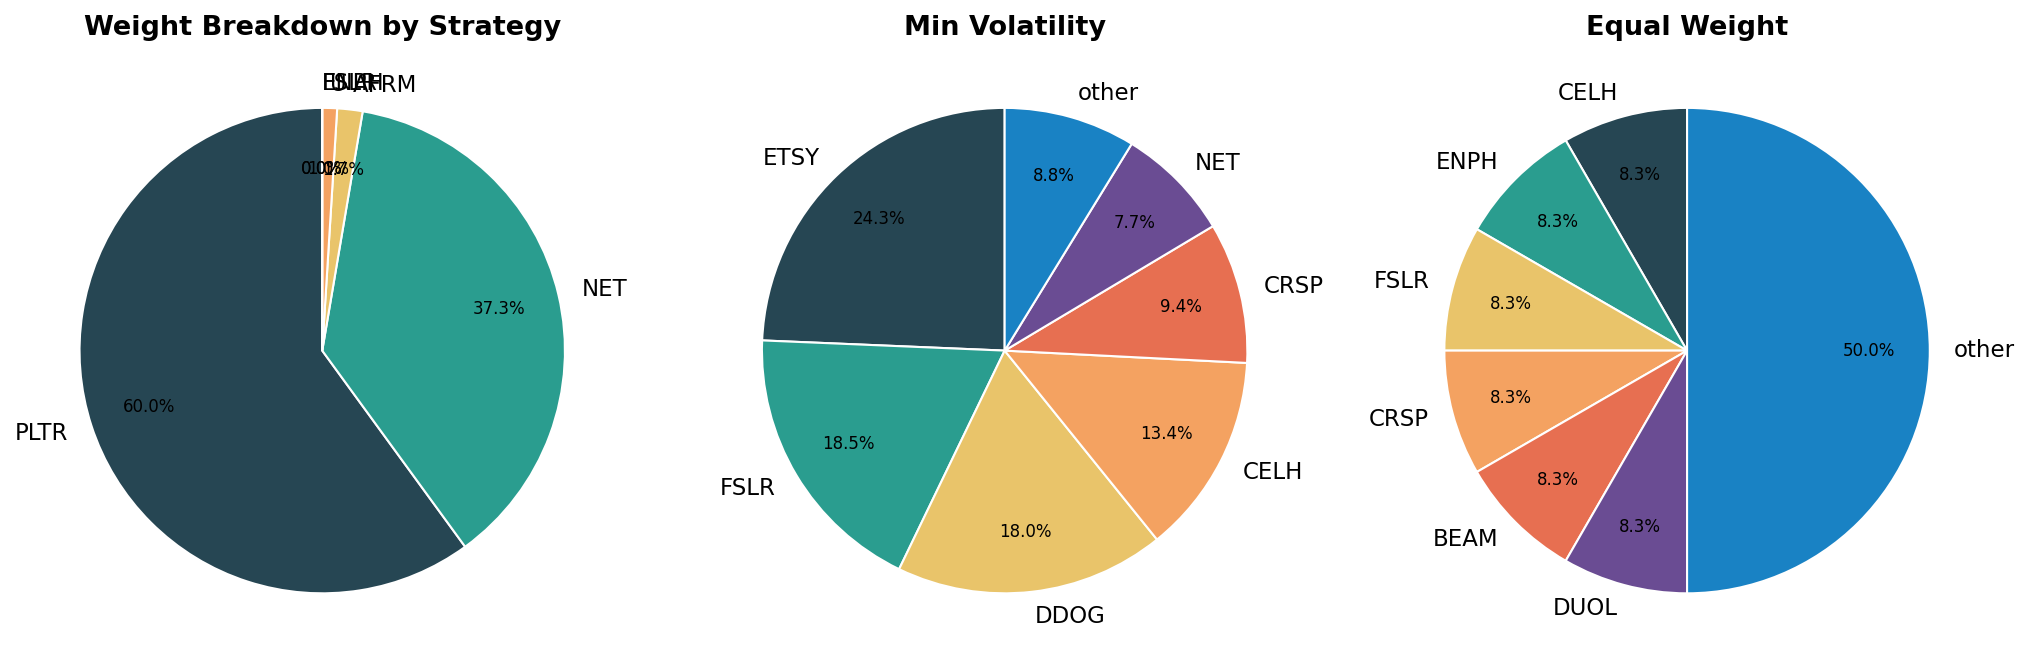 Weight Breakdown by Strategy
AFRM
NET
37.3%
60.0%
PLTR
Min Volatility
other
ETSY
NET
8.8%
24.3%
7.7%
CRSP
9.4%
13.4%
18.5%
CELH
FSLR
18.0%
DDOG
Equal Weight
CELH
ENPH
8.3%
8.3%
FSLR
8.3%
other
50.0%
8.3%
CRSP
8.3%
BEAM
8.3%
DUOL